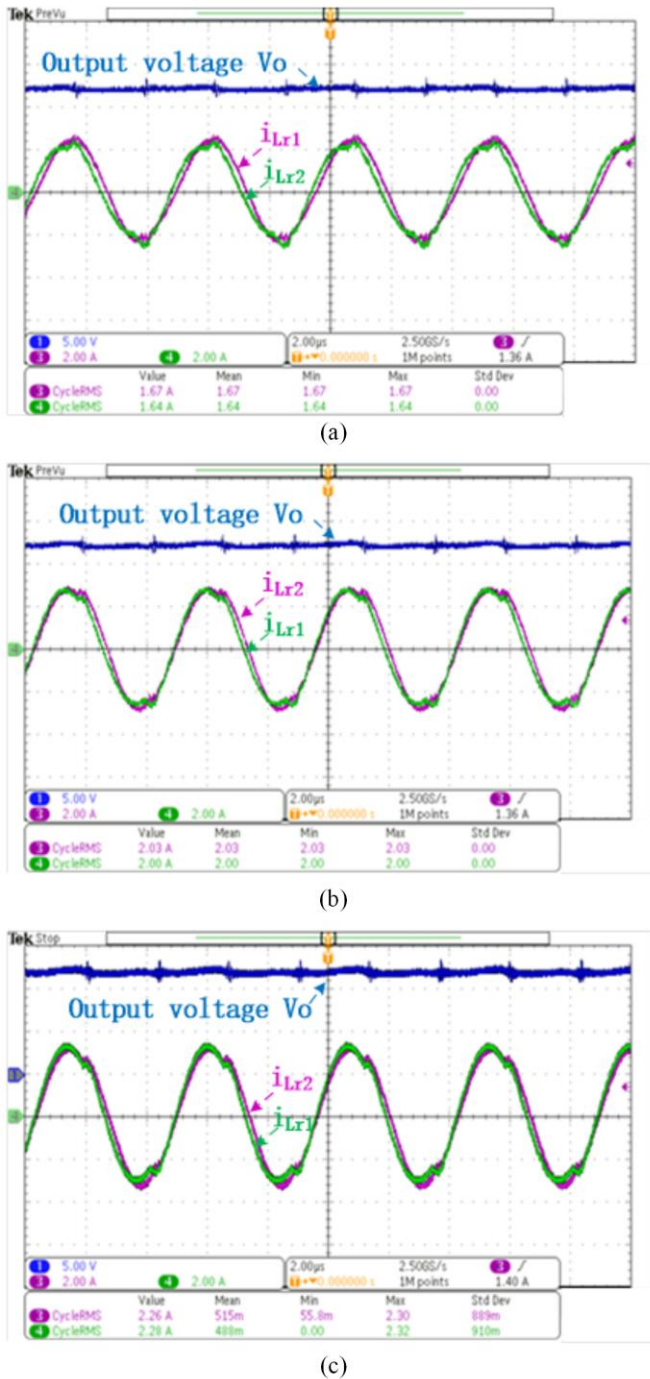 Tek PreVu
Output voltage Vo
iLr1
iLr2
1 5.00 V
3 2.00 A 4 2.00 A
2.00µs 2.50GS/s 3
0.000000 s 1M points 1.36 A
Value Mean Min Max Std Dev
3 CycleRMS 1.67 A 1.67 1.67 1.67 0.00
4 CycleRMS 1.64 A 1.64 1.64 1.64 0.00
(a)
Tek PreVu
Output voltage Vo
iLr2
iLr1
1 5.00 V
3 2.00 A 4 2.00 A
2.00µs 2.50GS/s 3
0.000000 s 1M points 1.36 A
Value Mean Min Max Std Dev
3 CycleRMS 2.03 A 2.03 2.03 2.03 0.00
4 CycleRMS 2.00 A 2.00 2.00 2.00 0.00
(b)
Tek Stop
Output voltage Vo
iLr2
iLr1
1 5.00 V
3 2.00 A 4 2.00 A
2.00µs 2.50GS/s 3
0.000000 s 1M points 1.40 A
Value Mean Min Max Std Dev
3 CycleRMS 2.26 A 515m 55.8m 2.30 889m
4 CycleRMS 2.28 A 488m 0.00 2.32 910m
(c)